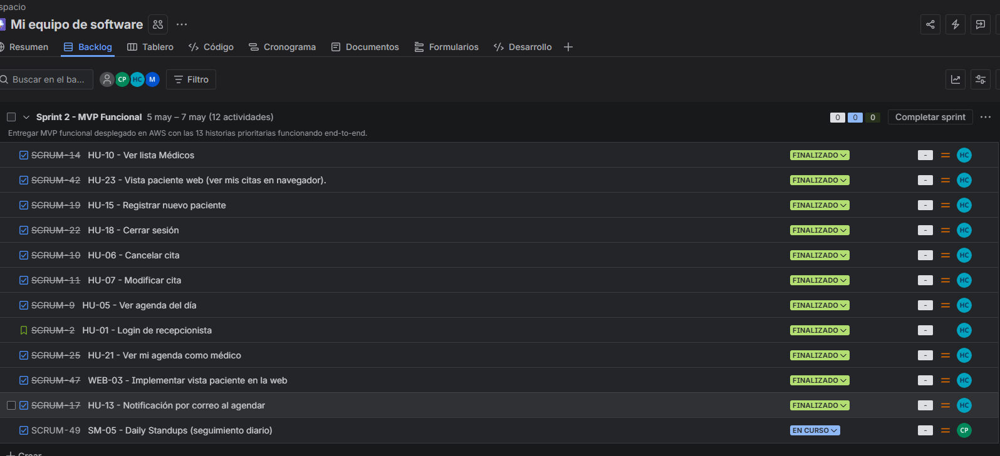 spacio
Mi equipo de software
Resumen Backlog Tablero Código Cronograma Documentos Formularios Desarrollo
Buscar en el ba... CP HC M Filtro
Sprint 2 - MVP Funcional 5 may – 7 may (12 actividades) 0 0 0 Completar sprint
Entregar MVP funcional desplegado en AWS con las 13 historias prioritarias funcionando end-to-end.
SCRUM-14 HU-10 - Ver lista Médicos FINALIZADO - HC
SCRUM-42 HU-23 - Vista paciente web (ver mis citas en navegador). FINALIZADO - HC
SCRUM-19 HU-15 - Registrar nuevo paciente FINALIZADO - HC
SCRUM-22 HU-18 - Cerrar sesión FINALIZADO - HC
SCRUM-10 HU-06 - Cancelar cita FINALIZADO - HC
SCRUM-11 HU-07 - Modificar cita FINALIZADO - HC
SCRUM-9 HU-05 - Ver agenda del día FINALIZADO - HC
SCRUM-2 HU-01 - Login de recepcionista FINALIZADO - HC
SCRUM-25 HU-21 - Ver mi agenda como médico FINALIZADO - HC
SCRUM-47 WEB-03 - Implementar vista paciente en la web FINALIZADO - HC
SCRUM-17 HU-13 - Notificación por correo al agendar FINALIZADO - HC
SCRUM-49 SM-05 - Daily Standups (seguimiento diario) EN CURSO - CP
Crear